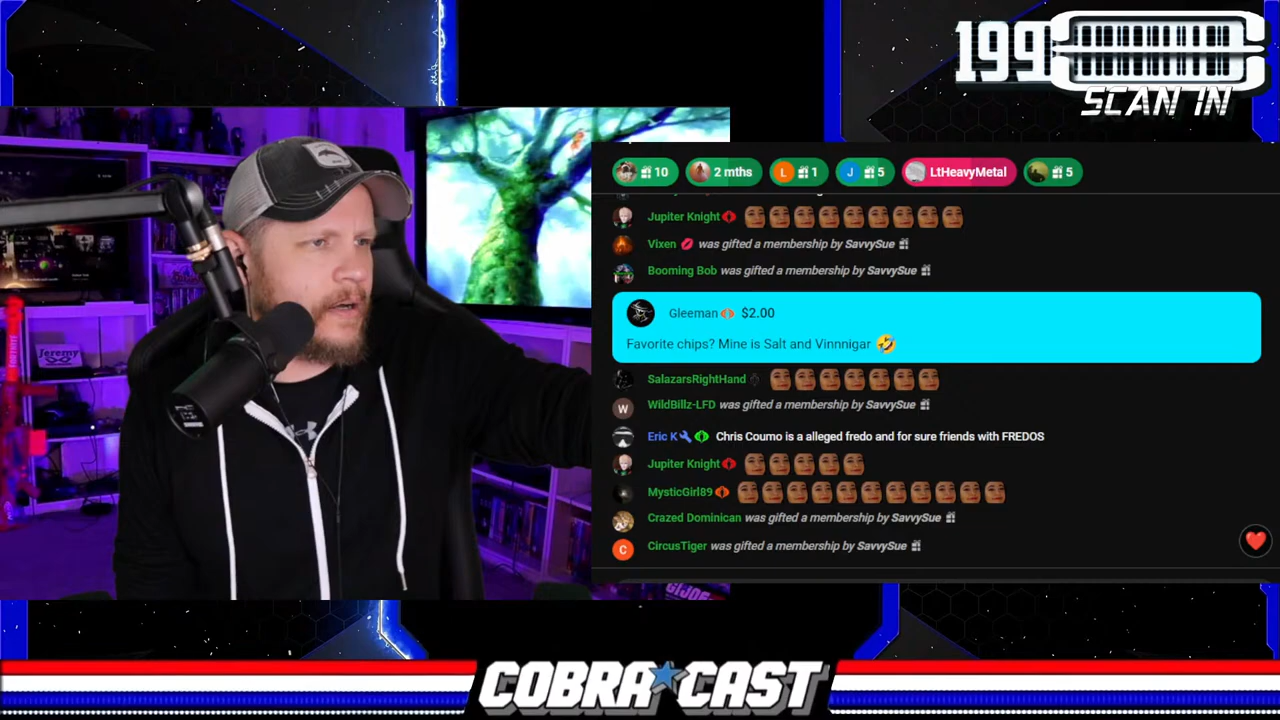 199
SCAN IN
10
2 mths
L 1
J 5
LtHeavyMetal
5
Jupiter Knight
Vixen was gifted a membership by SavvySue
Booming Bob was gifted a membership by SavvySue
Gleeman $2.00
Favorite chips? Mine is Salt and Vinnnigar 🤣
SalazarsRightHand
W WildBillz-LFD was gifted a membership by SavvySue
Eric K Chris Coumo is a alleged fredo and for sure friends with FREDOS
Jupiter Knight
MysticGirl89
Crazed Dominican was gifted a membership by SavvySue
C CircusTiger was gifted a membership by SavvySue
Jeremy
GIJOE
COBRA CAST